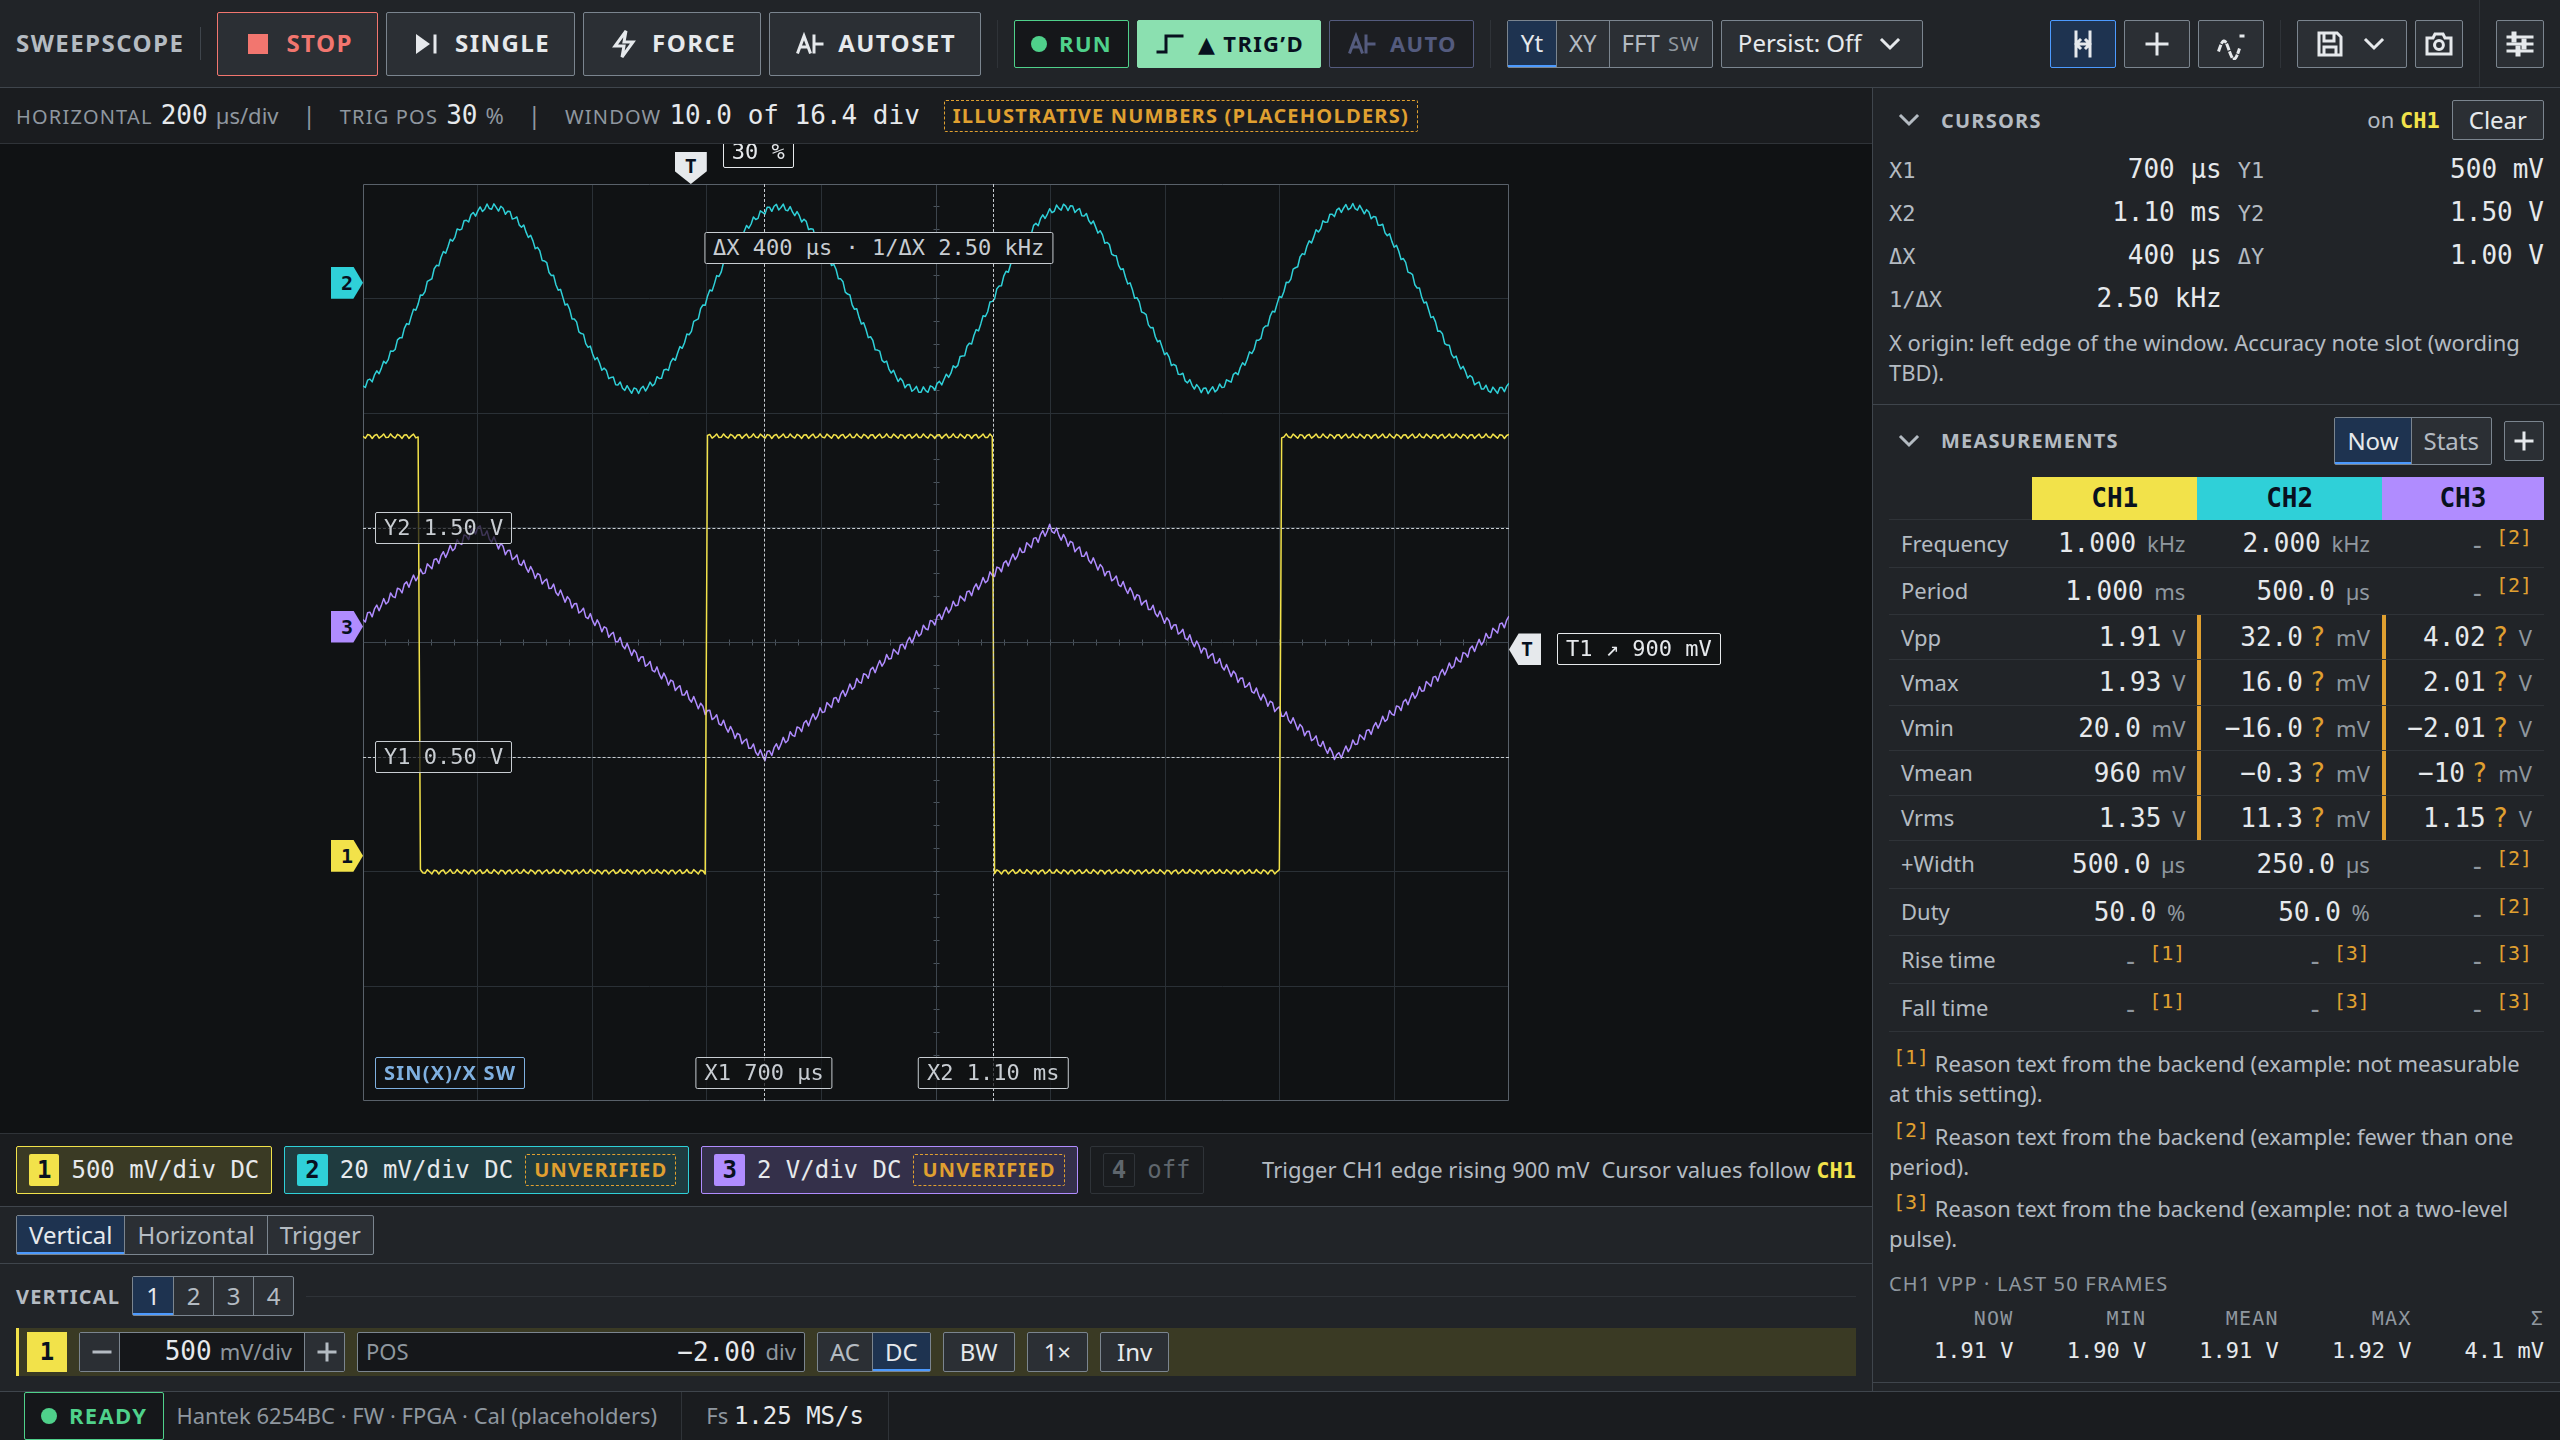 SWEEPSCOPE STOP SINGLE FORCE AUTOSET RUN ▲ TRIG'D AUTO Yt XY FFT SW Persist: Off
HORIZONTAL 200 µs/div | TRIG POS 30 % | WINDOW 10.0 of 16.4 div ILLUSTRATIVE NUMBERS (PLACEHOLDERS)
T 30 %
ΔX 400 µs · 1/ΔX 2.50 kHz
2
Y2 1.50 V
3
T T1 ↗ 900 mV
Y1 0.50 V
1
SIN(X)/X SW X1 700 µs X2 1.10 ms
1 500 mV/div DC 2 20 mV/div DC UNVERIFIED 3 2 V/div DC UNVERIFIED 4 off Trigger CH1 edge rising 900 mV Cursor values follow CH1
Vertical Horizontal Trigger
VERTICAL 1 2 3 4
1 − 500 mV/div + POS −2.00 div AC DC BW 1× Inv
READY Hantek 6254BC · FW · FPGA · Cal (placeholders) Fs 1.25 MS/s
CURSORS on CH1 Clear
X1 700 µs Y1 500 mV
X2 1.10 ms Y2 1.50 V
ΔX 400 µs ΔY 1.00 V
1/ΔX 2.50 kHz
X origin: left edge of the window. Accuracy note slot (wording
TBD).
MEASUREMENTS Now Stats +
CH1 CH2 CH3
Frequency 1.000 kHz 2.000 kHz - [2]
Period 1.000 ms 500.0 µs - [2]
Vpp 1.91 V 32.0 ? mV 4.02 ? V
Vmax 1.93 V 16.0 ? mV 2.01 ? V
Vmin 20.0 mV −16.0 ? mV −2.01 ? V
Vmean 960 mV −0.3 ? mV −10 ? mV
Vrms 1.35 V 11.3 ? mV 1.15 ? V
+Width 500.0 µs 250.0 µs - [2]
Duty 50.0 % 50.0 % - [2]
Rise time - [1] - [3] - [3]
Fall time - [1] - [3] - [3]
[1] Reason text from the backend (example: not measurable
at this setting).
[2] Reason text from the backend (example: fewer than one
period).
[3] Reason text from the backend (example: not a two-level
pulse).
CH1 VPP · LAST 50 FRAMES
NOW MIN MEAN MAX Σ
1.91 V 1.90 V 1.91 V 1.92 V 4.1 mV